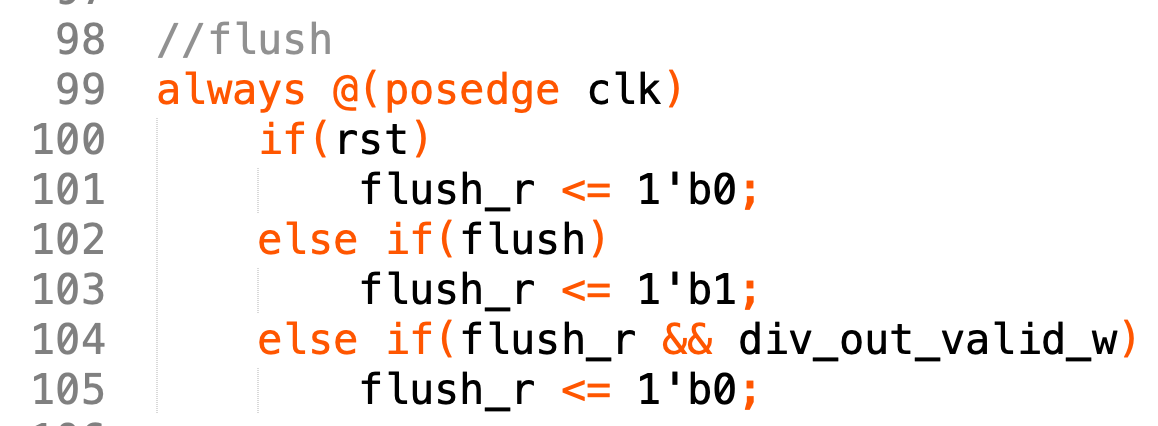 98 //flush
99 always @(posedge clk)
100 if(rst)
101 flush_r <= 1'b0;
102 else if(flush)
103 flush_r <= 1'b1;
104 else if(flush_r && div_out_valid_w)
105 flush_r <= 1'b0;